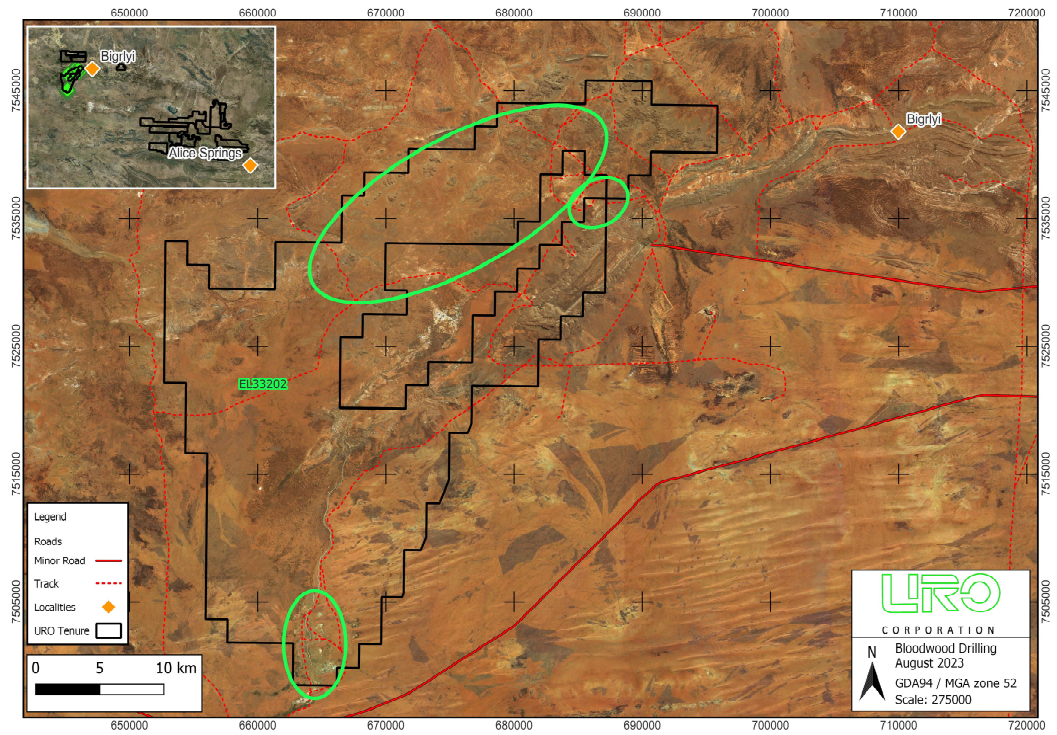 650000 660000 670000 680000 690000 700000 710000 720000
7545000
7535000
7525000
7515000
7505000
Bigrlyi
Alice Springs
Bigrlyi
EL33202
7545000
7535000
7525000
7515000
7505000
Legend
Roads
Minor Road
Track
Localities
URO Tenure
0 5 10 km
URO
CORPORATION
N
Bloodwood Drilling
August 2023
GDA94 / MGA zone 52
Scale: 275000
650000 660000 670000 680000 690000 700000 710000 720000